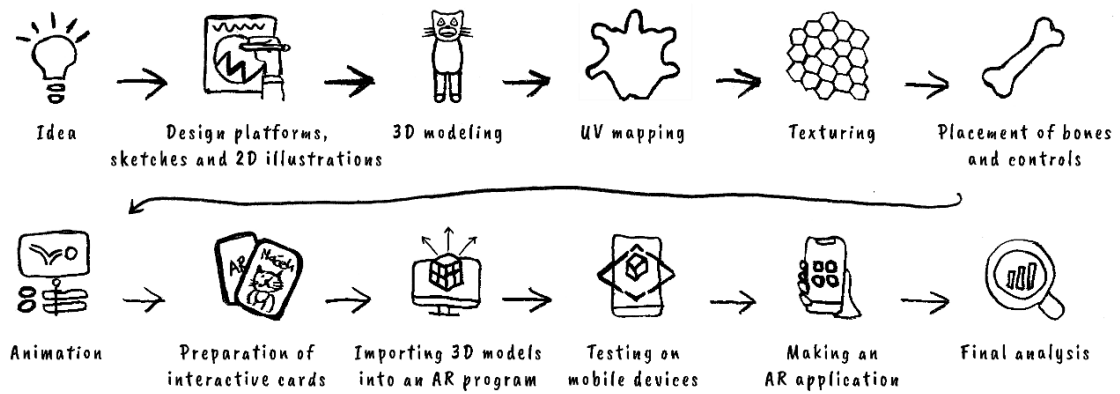 Idea
Design platforms,
sketches and 2D illustrations
3D modeling
UV mapping
Texturing
Placement of bones
and controls
Animation
Preparation of
interactive cards
Importing 3D models
into an AR program
Testing on
mobile devices
Making an
AR application
Final analysis